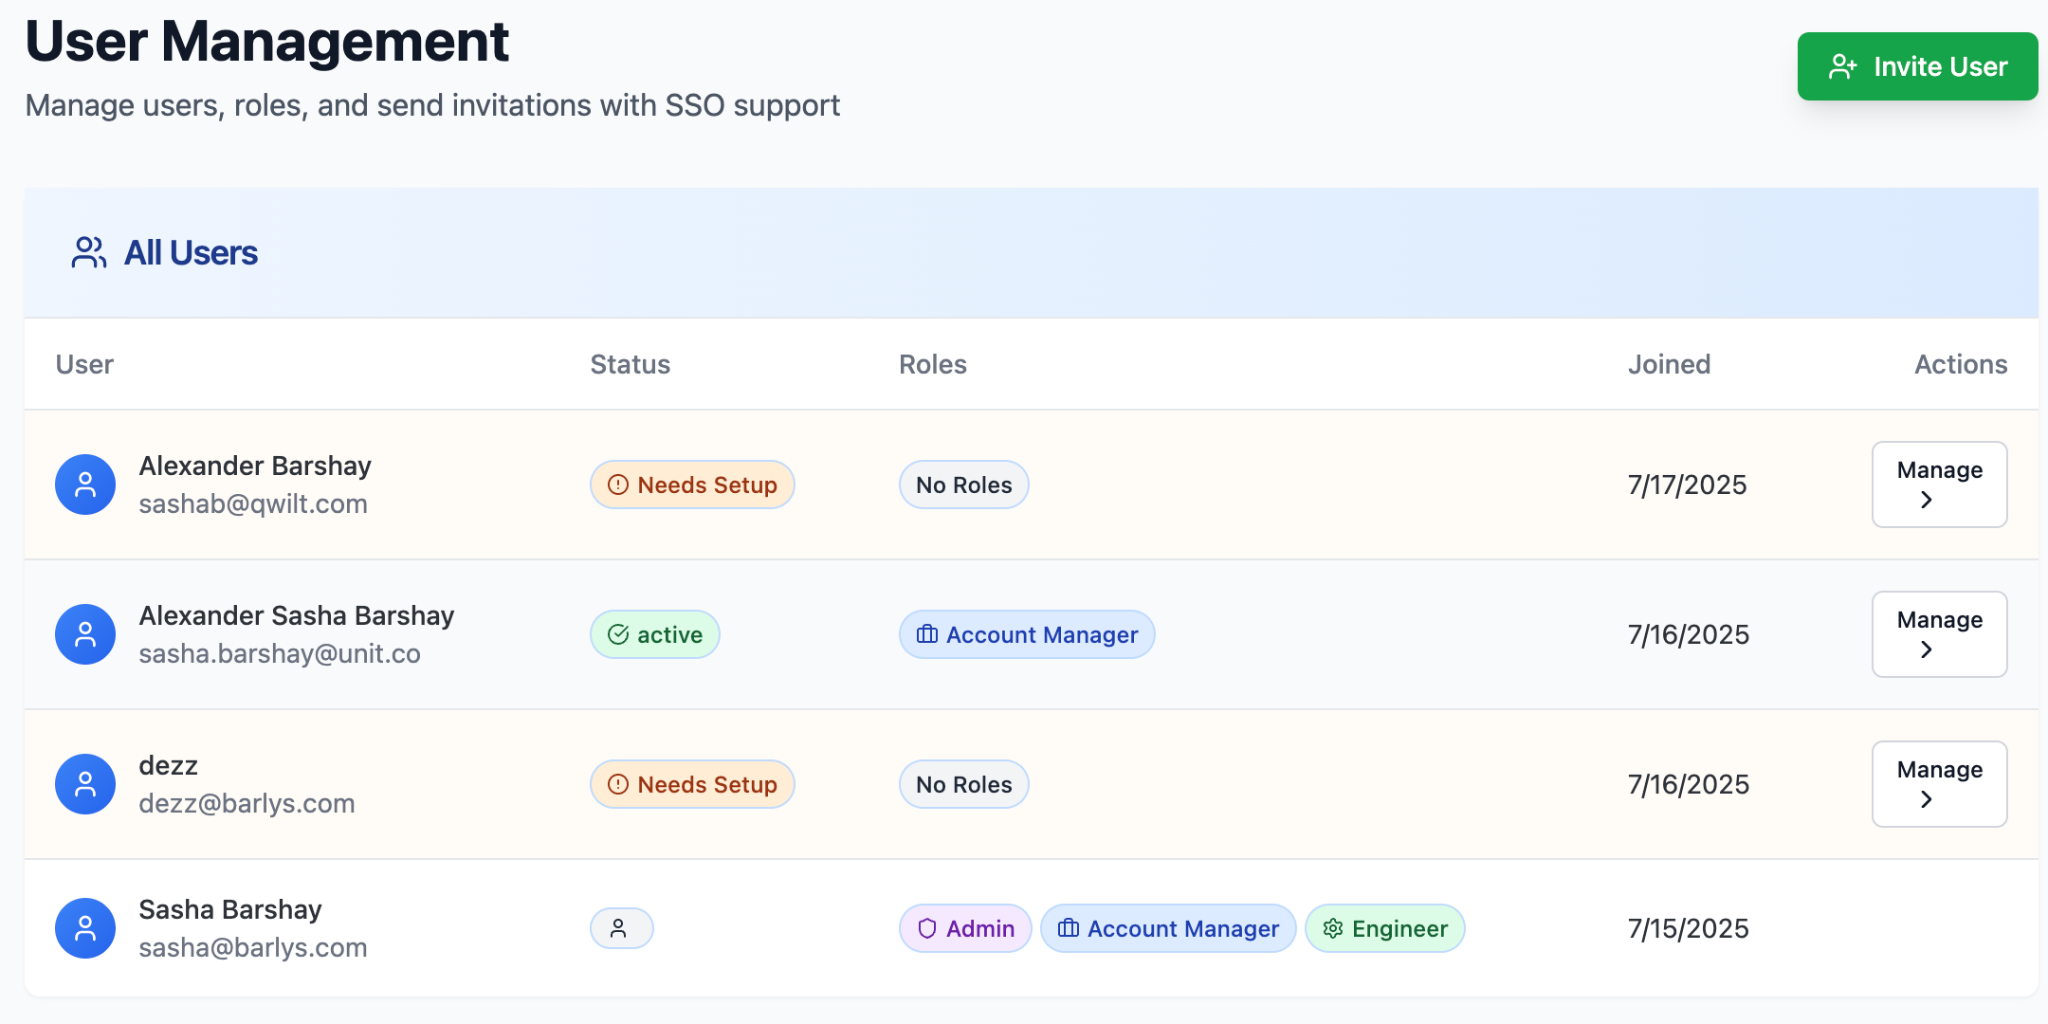 User Management
Manage users, roles, and send invitations with SSO support
Invite User
All Users
User Status Roles Joined Actions
Alexander Barshay
sashab@qwilt.com
Needs Setup
No Roles
7/17/2025
Manage
Alexander Sasha Barshay
sasha.barshay@unit.co
active
Account Manager
7/16/2025
Manage
dezz
dezz@barlys.com
Needs Setup
No Roles
7/16/2025
Manage
Sasha Barshay
sasha@barlys.com
Admin Account Manager Engineer
7/15/2025